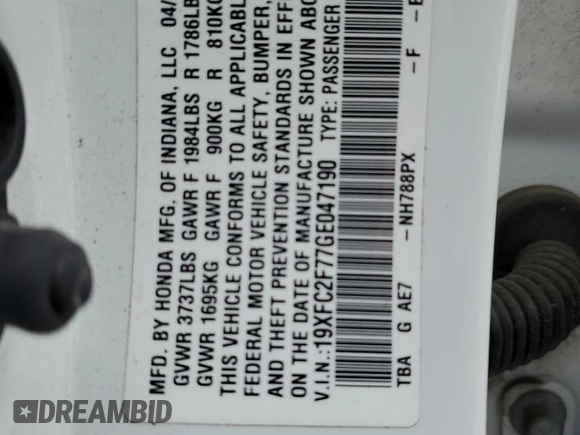 MFD. BY HONDA MFG. OF INDIANA, LLC 04/
GVWR 3737LBS GAWR F 1984LBS R 1786LB
GVWR 1695KG GAWR F 900KG R 810KG
THIS VEHICLE CONFORMS TO ALL APPLICABL
FEDERAL MOTOR VEHICLE SAFETY, BUMPER,
AND THEFT PREVENTION STANDARDS IN EFF
ON THE DATE OF MANUFACTURE SHOWN ABO
V.I.N.:19XFC2F77GE047190 TYPE: PASSENGER
TBA G AE7 -NH788PX -F -E
DREAMBID